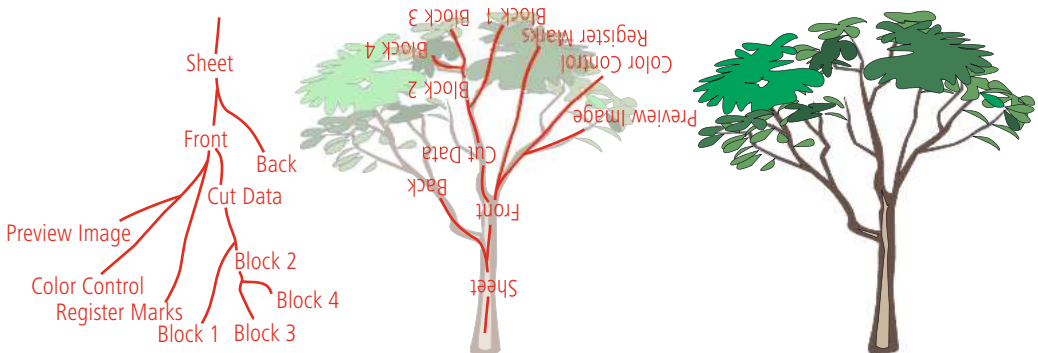 Sheet
Front
Back
Cut Data
Preview Image
Block 2
Color Control
Block 4
Register Marks
Block 1
Block 3
Block 3
Block 1
Register Marks
Block 4
Color Control
Block 2
Preview Image
Cut Data
Back
Front
Sheet